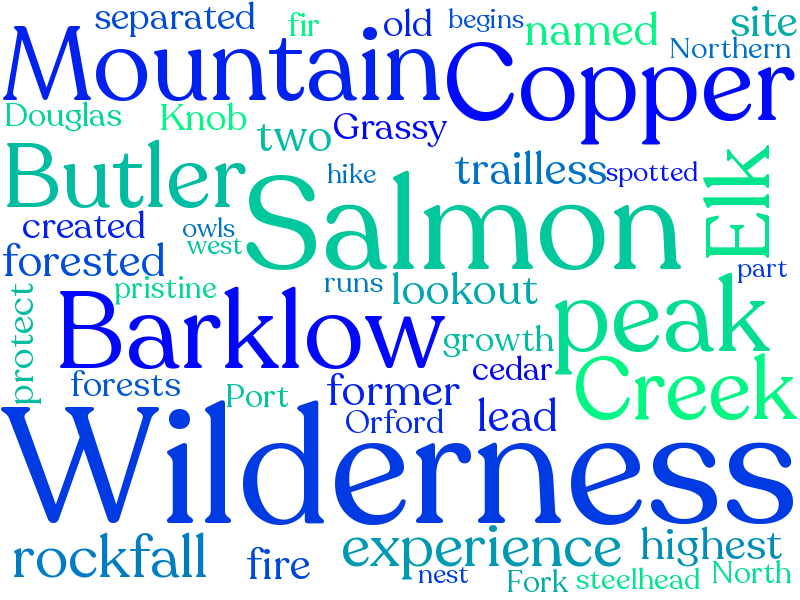 separated fir old begins named site
Mountain Copper Northern
Douglas Knob two Grassy
Butler hike trailless spotted Elk
created owls Salmon
forested west part
protect pristine runs lookout peak
Barklow growth
forests Port former cedar Creek
Orford lead
Wilderness
rockfall fire experience highest
nest Fork steelhead North